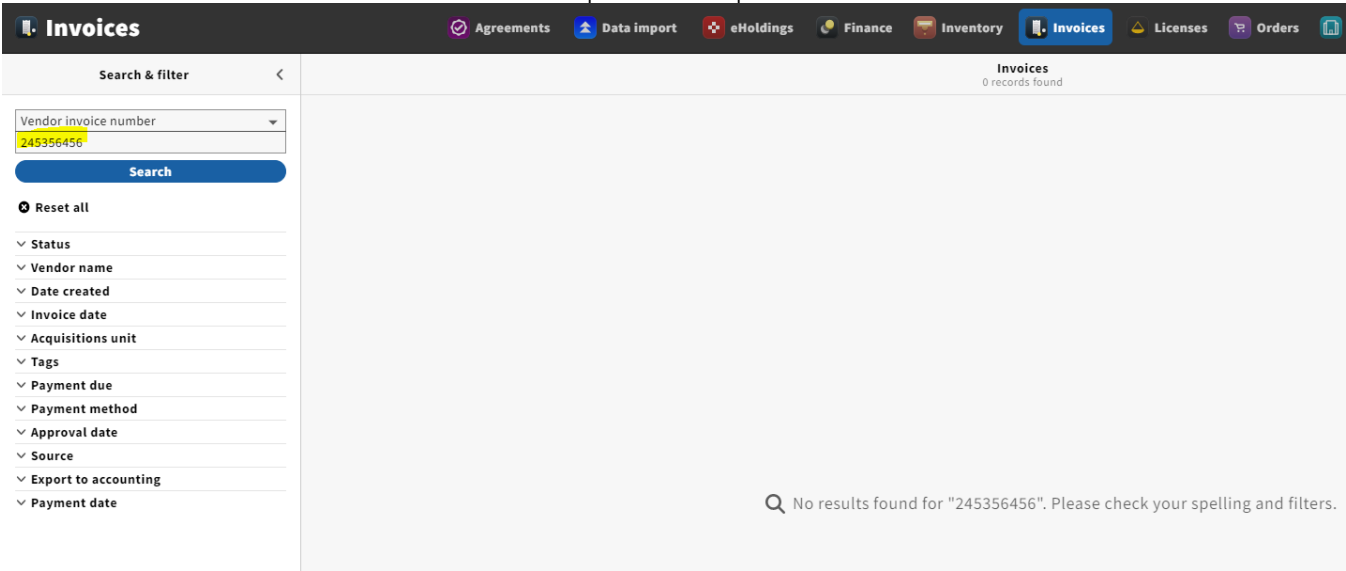 Invoices
Agreements
Data import
eHoldings
Finance
Inventory
Invoices
Licenses
Orders
Search & filter
Vendor invoice number
245356456
Search
Reset all
Status
Vendor name
Date created
Invoice date
Acquisitions unit
Tags
Payment due
Payment method
Approval date
Source
Export to accounting
Payment date
Invoices
0 records found
No results found for "245356456". Please check your spelling and filters.